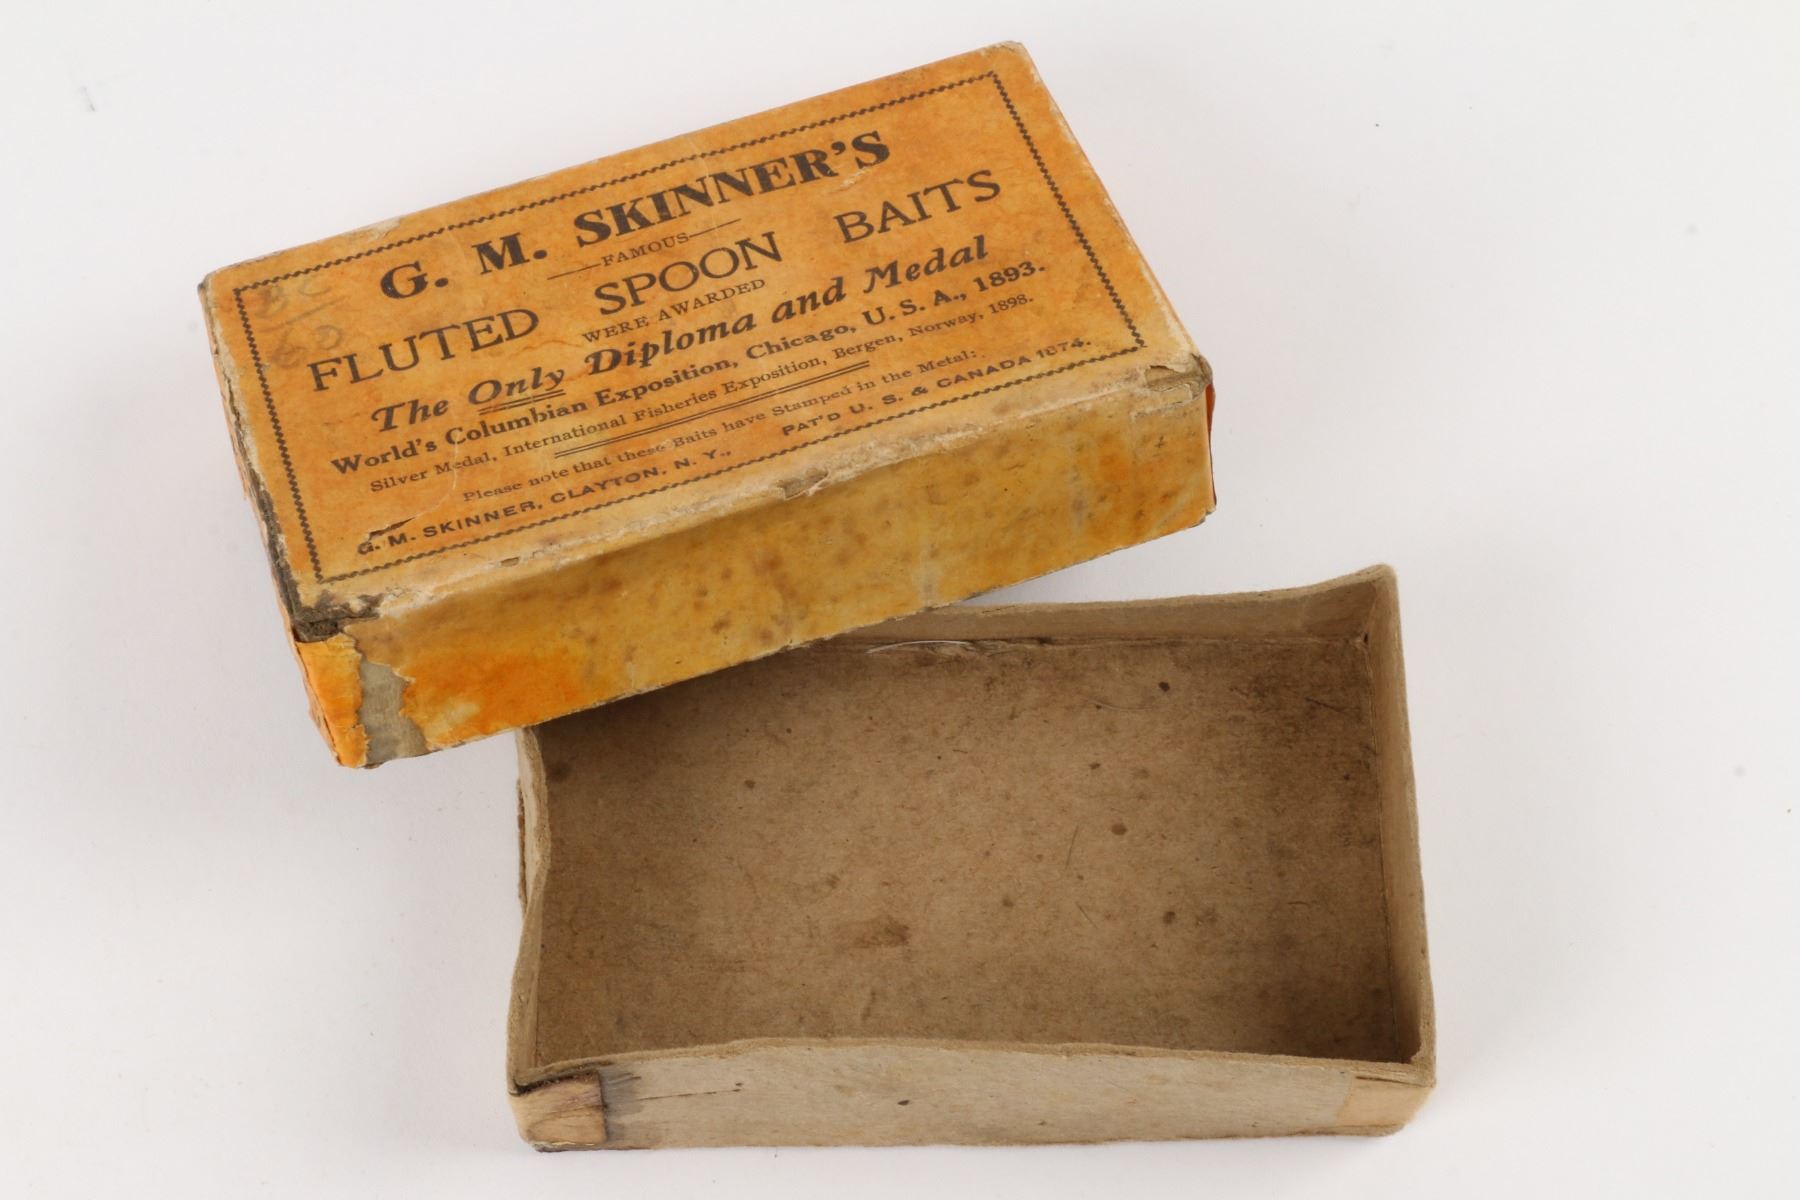 G. M. SKINNER'S
FAMOUS
FLUTED SPOON BAITS
WERE AWARDED
The Only Diploma and Medal
World's Columbian Exposition, Chicago, U. S. A., 1893.
Silver Medal, International Fisheries Exposition, Bergen, Norway, 1898.
Please note that these Baits have Stamped in the Metal:
G. M. SKINNER, CLAYTON. N. Y., PAT'D U. S. & CANADA 1874.